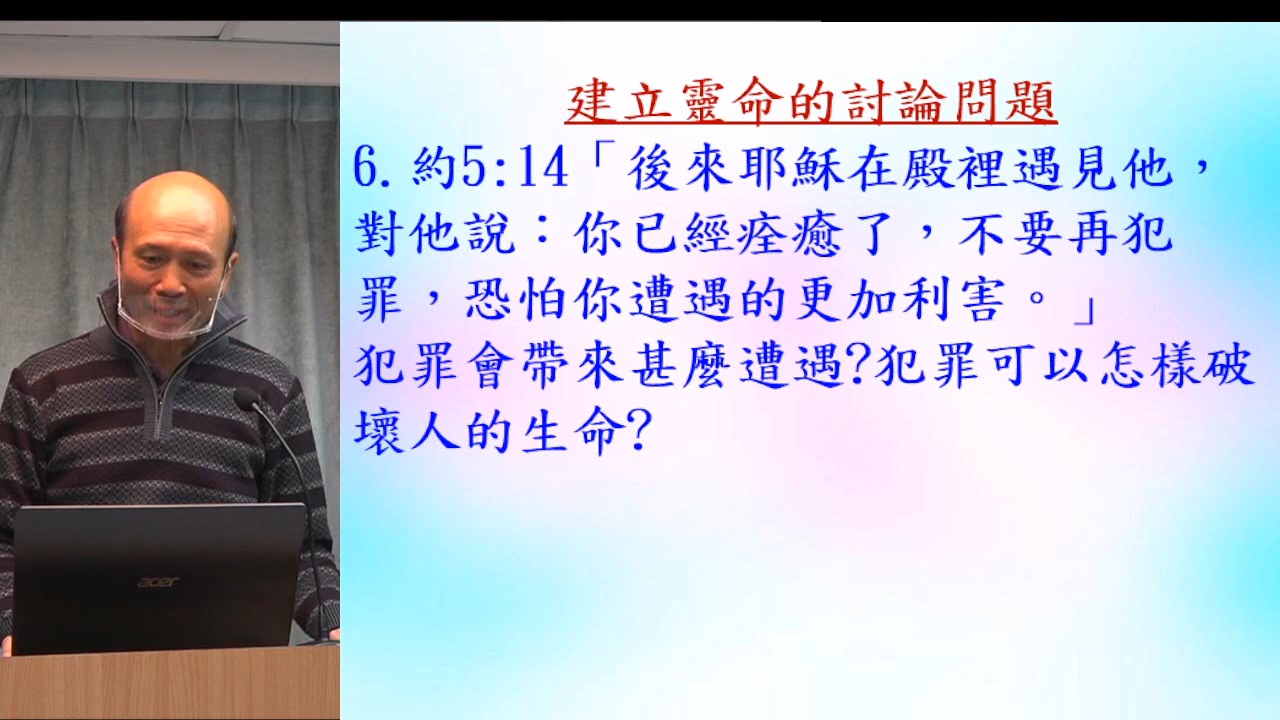 建立靈命的討論問題
6.約5:14「後來耶穌在殿裡遇見他，
對他說：你已經痊癒了，不要再犯
罪，恐怕你遭遇的更加利害。」
犯罪會帶來甚麼遭遇?犯罪可以怎樣破
壞人的生命?
acer